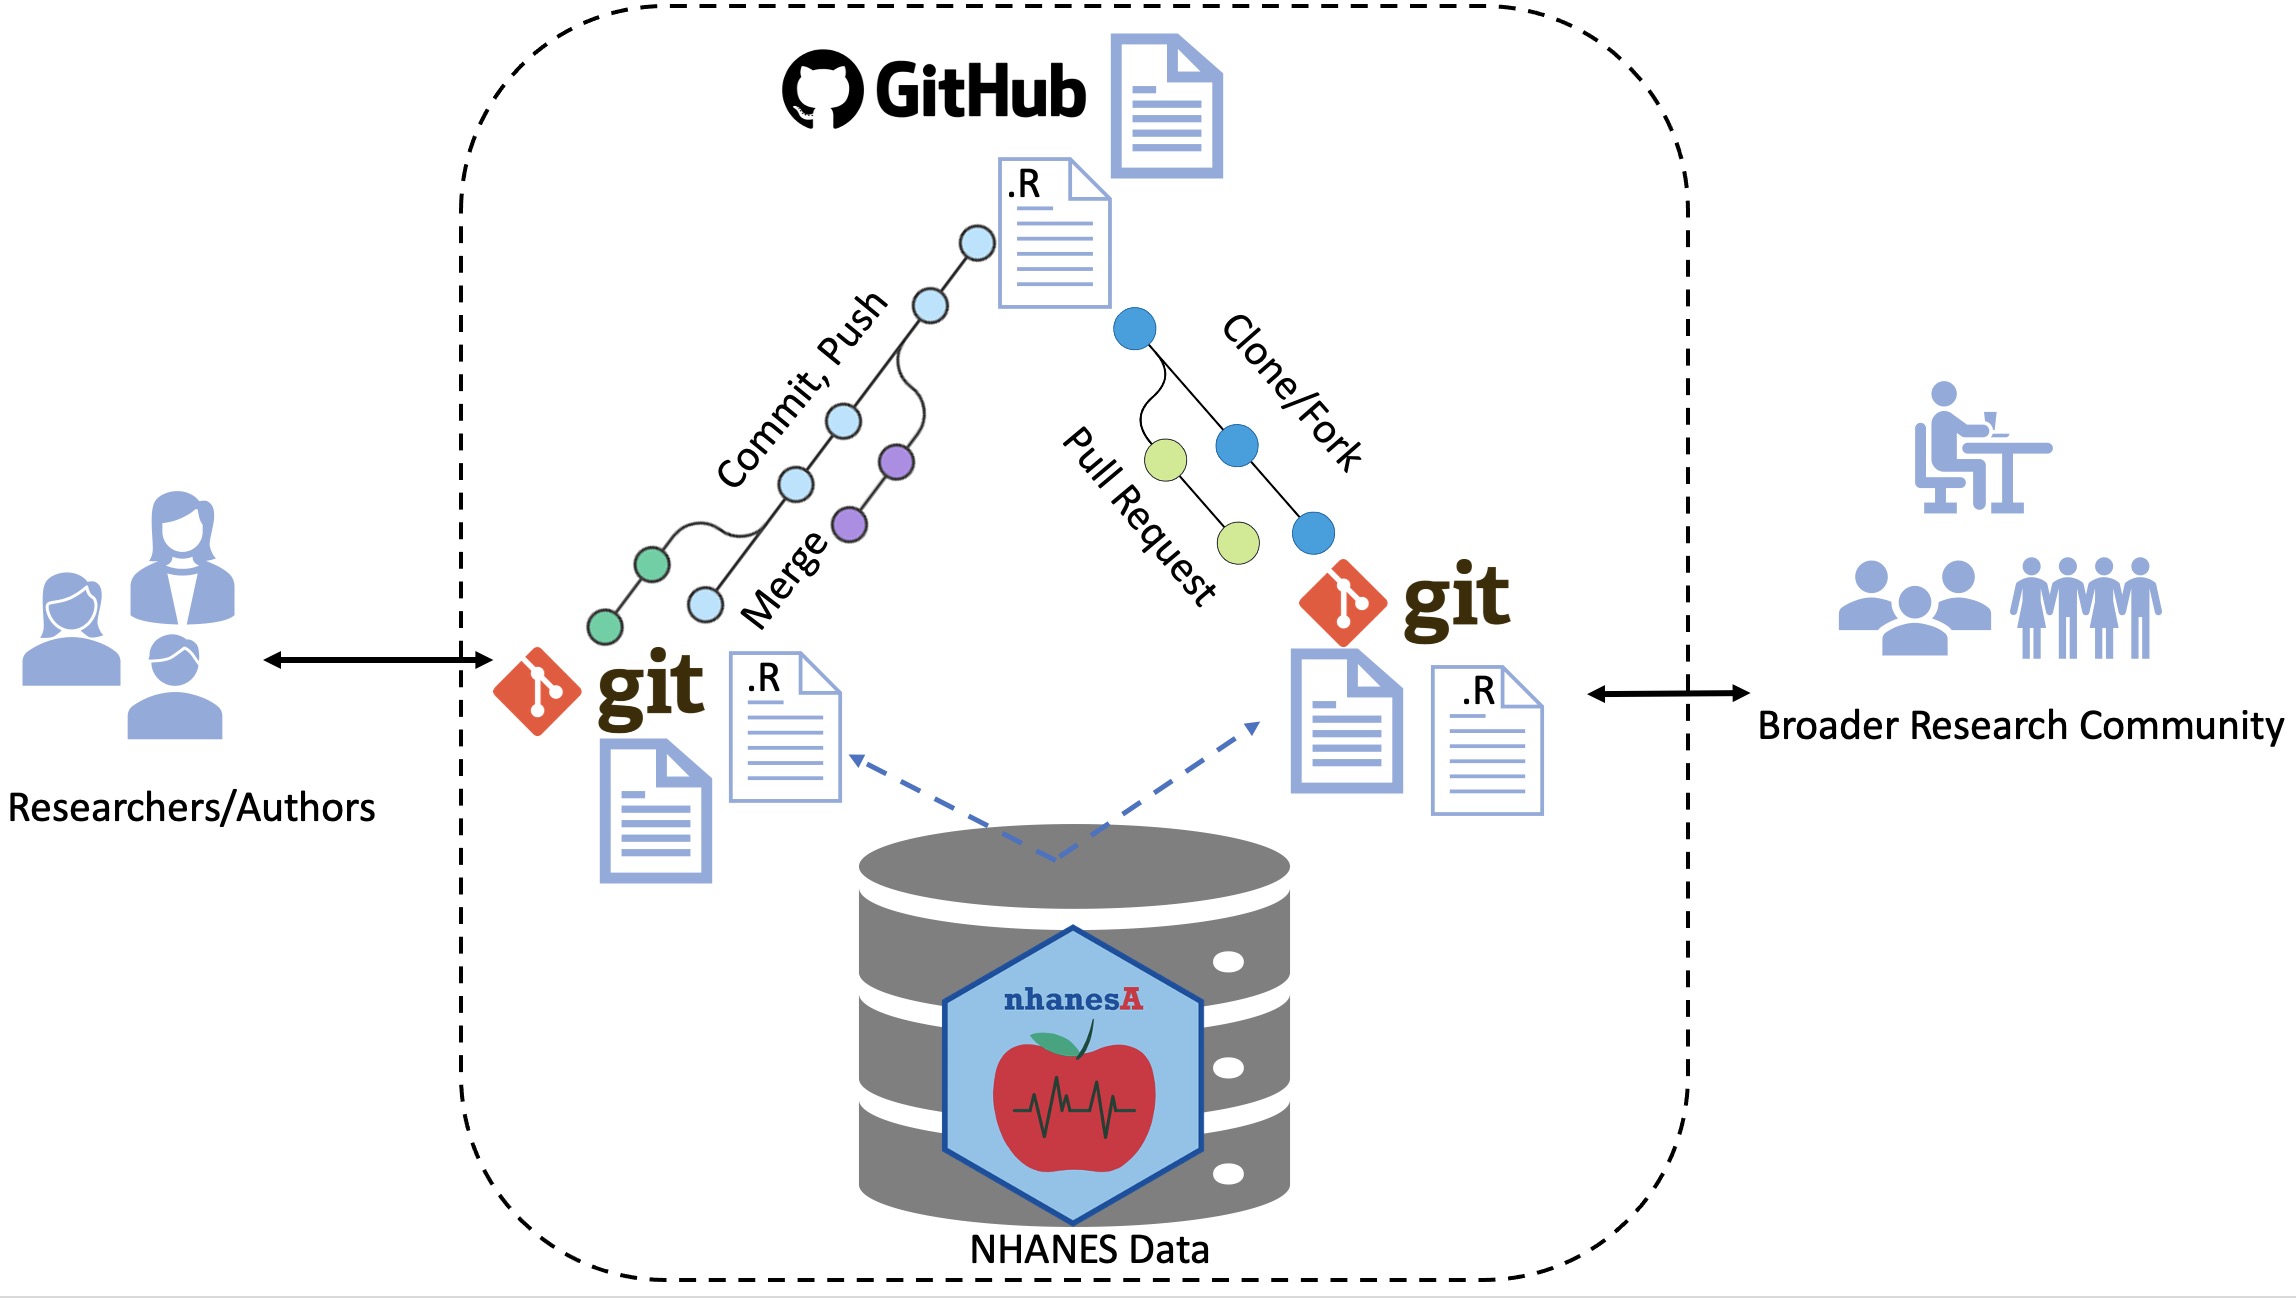 GitHub
.R
Commit, Push
Merge
Clone/Fork
Pull Request
git
.R
git
.R
Researchers/Authors
Broader Research Community
nhanesA
NHANES Data